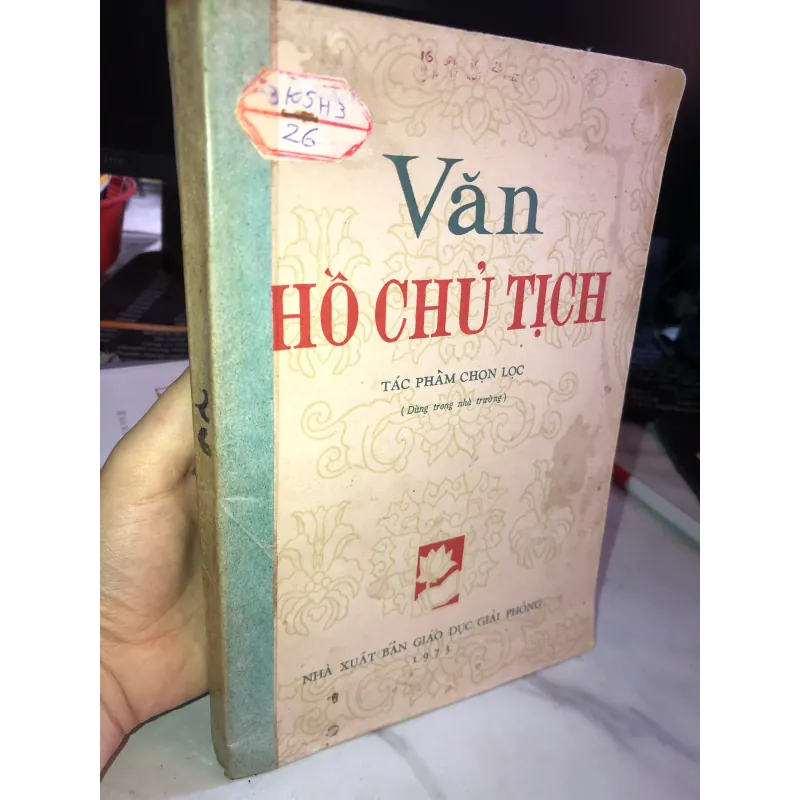 3K5H3
26
Văn
HỒ CHỦ TỊCH
TÁC PHẨM CHỌN LỌC
(Dùng trong nhà trường)
NHÀ XUẤT BẢN GIÁO DỤC GIẢI PHÓNG
1975